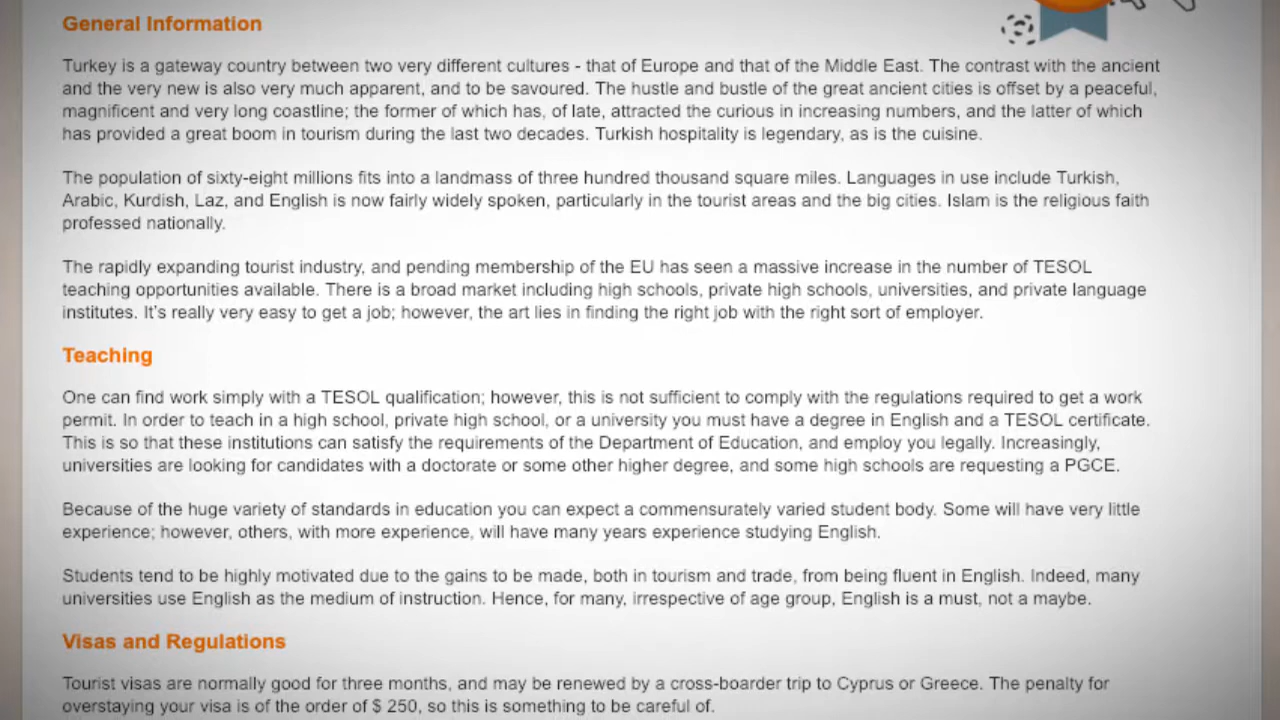 General Information
Turkey is a gateway country between two very different cultures - that of Europe and that of the Middle East. The contrast with the ancient
and the very new is also very much apparent, and to be savoured. The hustle and bustle of the great ancient cities is offset by a peaceful,
magnificent and very long coastline; the former of which has, of late, attracted the curious in increasing numbers, and the latter of which
has provided a great boom in tourism during the last two decades. Turkish hospitality is legendary, as is the cuisine.
The population of sixty-eight millions fits into a landmass of three hundred thousand square miles. Languages in use include Turkish,
Arabic, Kurdish, Laz, and English is now fairly widely spoken, particularly in the tourist areas and the big cities. Islam is the religious faith
professed nationally.
The rapidly expanding tourist industry, and pending membership of the EU has seen a massive increase in the number of TESOL
teaching opportunities available. There is a broad market including high schools, private high schools, universities, and private language
institutes. It's really very easy to get a job; however, the art lies in finding the right job with the right sort of employer.
Teaching
One can find work simply with a TESOL qualification; however, this is not sufficient to comply with the regulations required to get a work
permit. In order to teach in a high school, private high school, or a university you must have a degree in English and a TESOL certificate.
This is so that these institutions can satisfy the requirements of the Department of Education, and employ you legally. Increasingly,
universities are looking for candidates with a doctorate or some other higher degree, and some high schools are requesting a PGCE.
Because of the huge variety of standards in education you can expect a commensurately varied student body. Some will have very little
experience; however, others, with more experience, will have many years experience studying English.
Students tend to be highly motivated due to the gains to be made, both in tourism and trade, from being fluent in English. Indeed, many
universities use English as the medium of instruction. Hence, for many, irrespective of age group, English is a must, not a maybe.
Visas and Regulations
Tourist visas are normally good for three months, and may be renewed by a cross-boarder trip to Cyprus or Greece. The penalty for
overstaying your visa is of the order of $ 250, so this is something to be careful of.